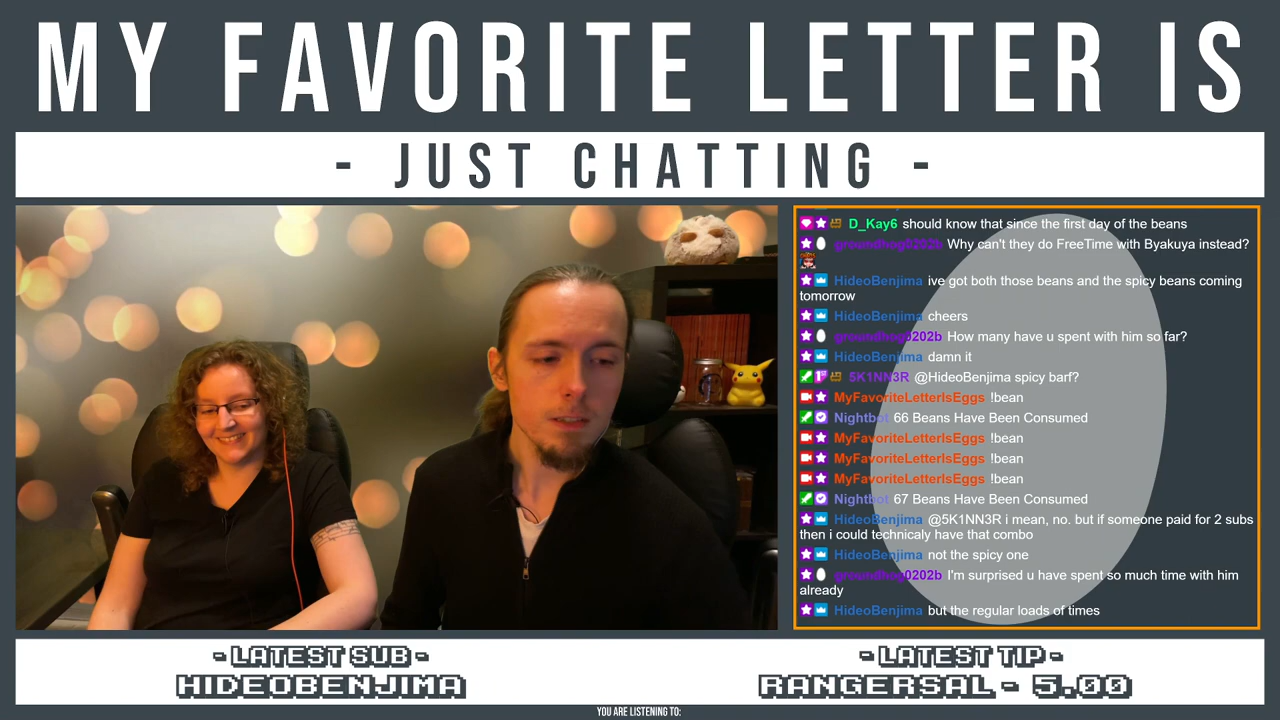 MY FAVORITE LETTER IS
- JUST CHATTING -
D_Kay6 should know that since the first day of the beans
groundhog0202b Why can't they do FreeTime with Byakuya instead?
HideoBenjima ive got both those beans and the spicy beans coming
tomorrow
HideoBenjima cheers
groundhog0202b How many have u spent with him so far?
HideoBenjima damn it
5K1NN3R @HideoBenjima spicy barf?
MyFavoriteLetterIsEggs !bean
Nightbot 66 Beans Have Been Consumed
MyFavoriteLetterIsEggs !bean
MyFavoriteLetterIsEggs !bean
MyFavoriteLetterIsEggs !bean
Nightbot 67 Beans Have Been Consumed
HideoBenjima @5K1NN3R i mean, no. but if someone paid for 2 subs
then i could technicaly have that combo
HideoBenjima not the spicy one
groundhog0202b I'm surprised u have spent so much time with him
already
HideoBenjima but the regular loads of times
- LATEST SUB -
HIDEOBENJIMA
- LATEST TIP -
RANGERSAL - 5.00
YOU ARE LISTENING TO: